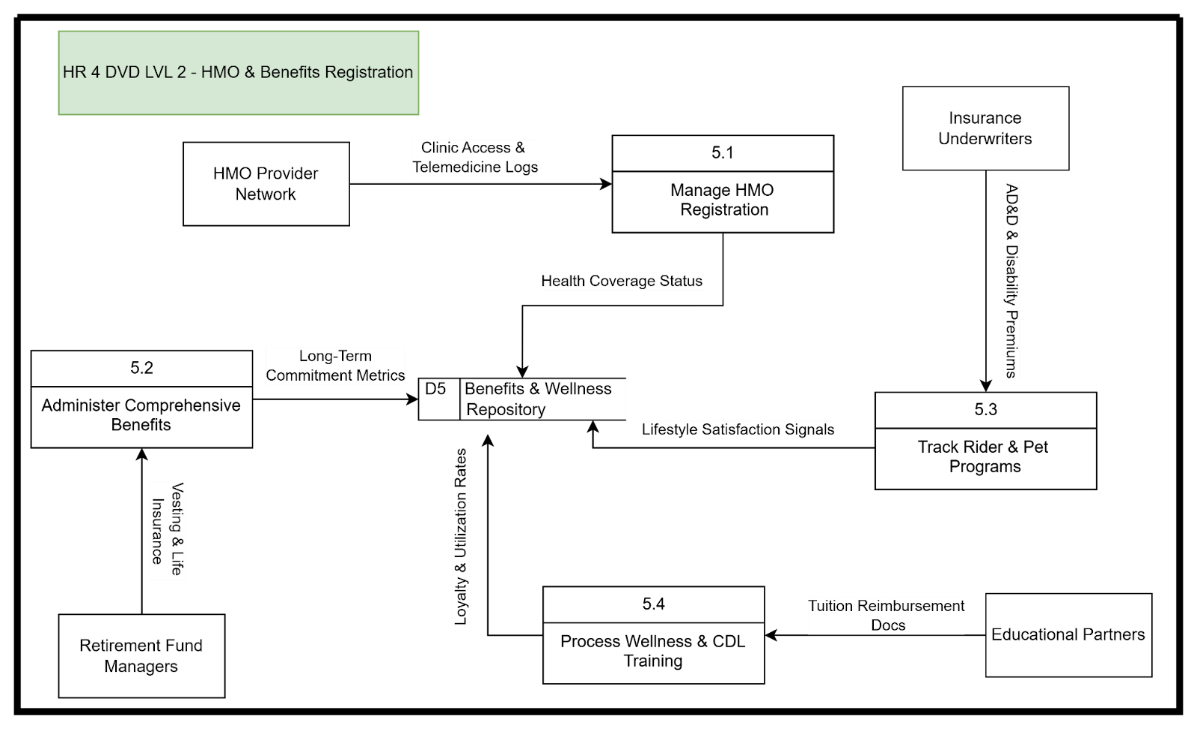 HR 4 DVD LVL 2 - HMO & Benefits Registration
Insurance
Underwriters
HMO Provider
Network
Clinic Access &
Telemedicine Logs
5.1
Manage HMO
Registration
AD&D & Disability Premiums
Health Coverage Status
5.2
Administer Comprehensive
Benefits
Long-Term
Commitment Metrics
D5
Benefits & Wellness
Repository
Lifestyle Satisfaction Signals
5.3
Track Rider & Pet
Programs
Vesting & Life
Insurance
Loyalty & Utilization Rates
Retirement Fund
Managers
5.4
Process Wellness & CDL
Training
Tuition Reimbursement
Docs
Educational Partners